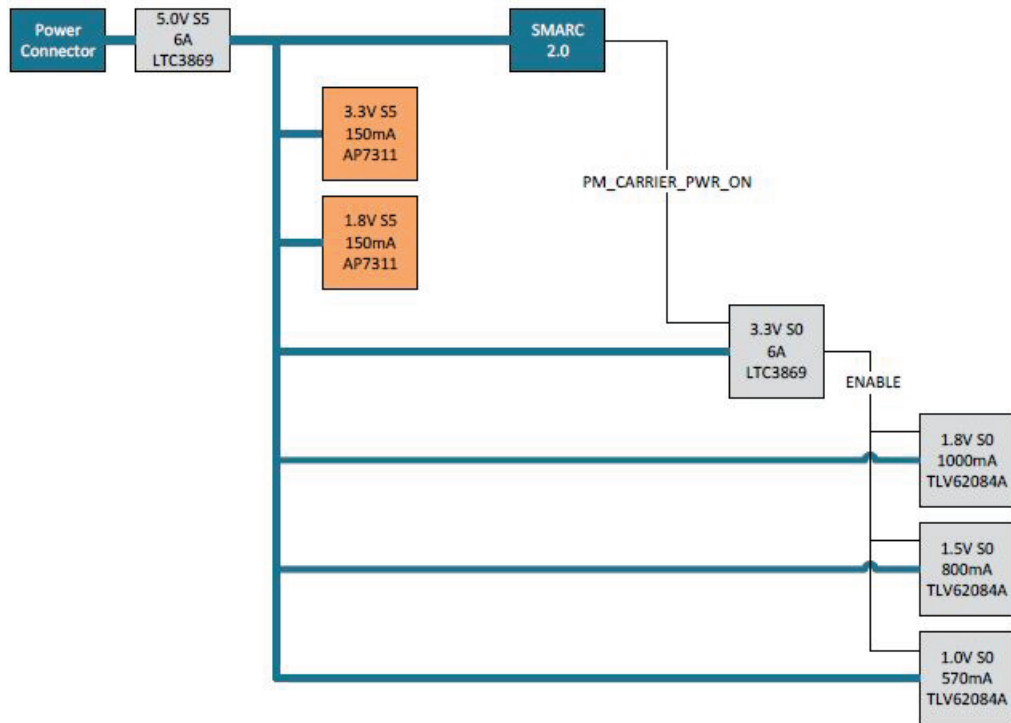 Power
Connector
5.0V S5
6A
LTC3869
SMARC
2.0
3.3V S5
150mA
AP7311
PM_CARRIER_PWR_ON
1.8V S5
150mA
AP7311
3.3V S0
6A
LTC3869
ENABLE
1.8V S0
1000mA
TLV62084A
1.5V S0
800mA
TLV62084A
1.0V S0
570mA
TLV62084A